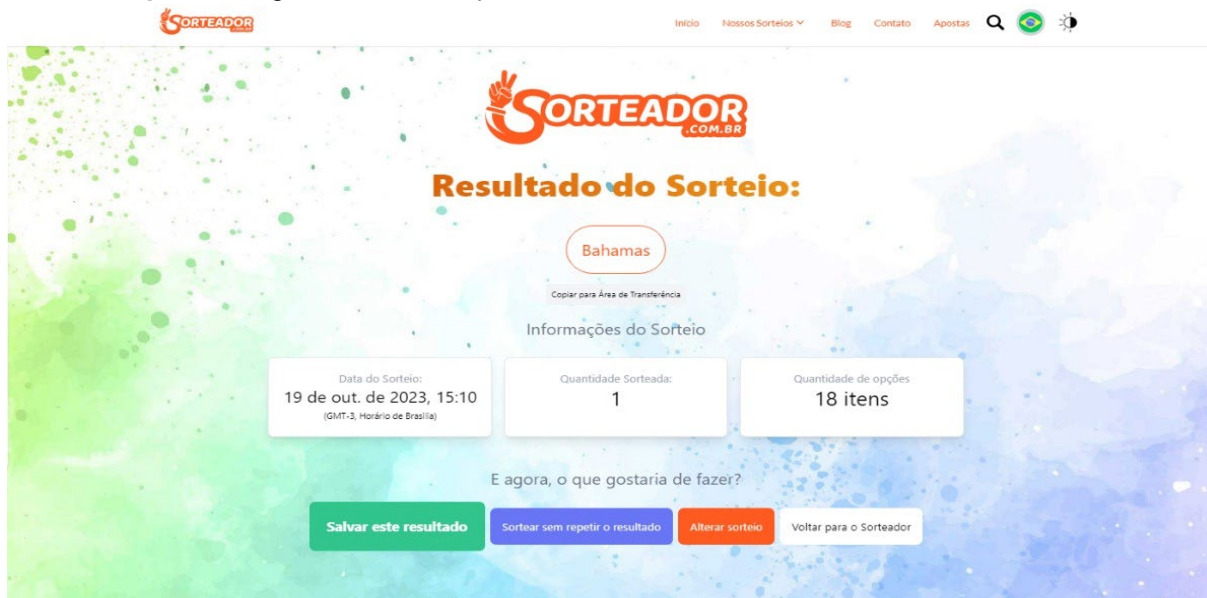 SORTEADOR
.COM.BR
Início Nossos Sorteios Blog Contato Apostas
SORTEADOR
.COM.BR
Resultado do Sorteio:
Bahamas
Copiar para Área de Transferência
Informações do Sorteio
Data do Sorteio:
19 de out. de 2023, 15:10
(GMT-3, Horário de Brasília)
Quantidade Sorteada:
1
Quantidade de opções
18 itens
E agora, o que gostaria de fazer?
Salvar este resultado Sortear sem repetir o resultado Alterar sorteio Voltar para o Sorteador